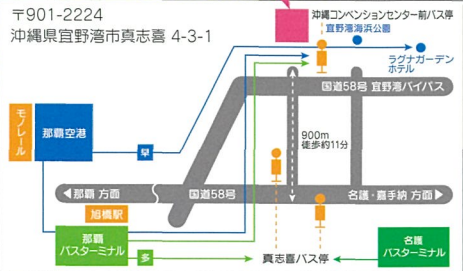 〒901-2224
沖縄県宜野湾市真志喜 4-3-1
沖縄コンベンションセンター前バス停
宜野湾海浜公園
ラグナガーデン
ホテル
国道58号 宜野湾バイパス
モノレール
那覇空港
早
900m
徒歩約11分
那覇 方面
国道58号
名護・嘉手納 方面
旭橋駅
那覇
バスターミナル
多
真志喜バス停
名護
バスターミナル